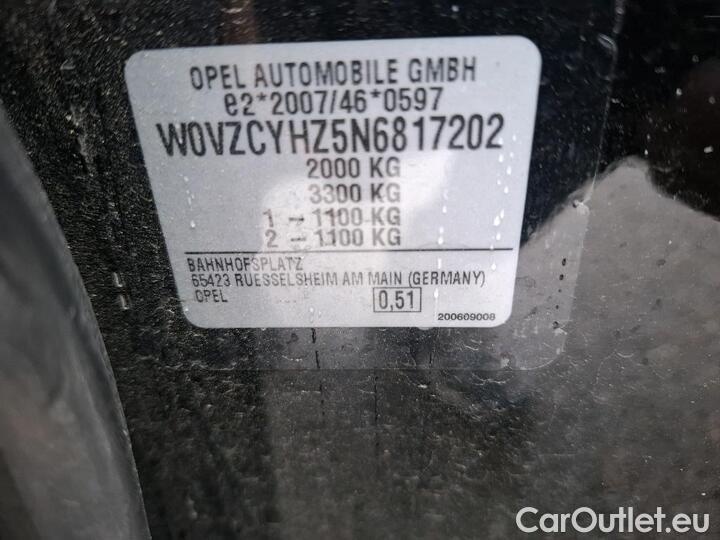 OPEL AUTOMOBILE GMBH
e2*2007/46*0597
W0VZCYHZ5N6817202
2000 KG
3300 KG
1 - 1100 KG
2 - 1100 KG
BAHNHOFSPLATZ
65423 RUESSELSHEIM AM MAIN (GERMANY)
OPEL 0,51
200609008
CarOutlet.eu